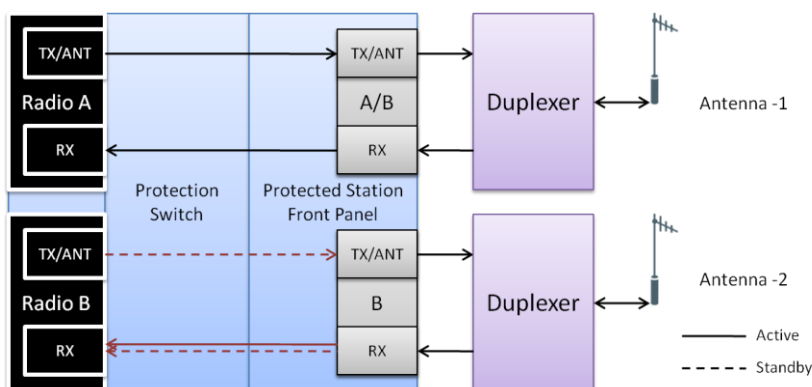 TX/ANT
Radio A
RX
Protection
Switch
Protected Station
Front Panel
TX/ANT
A/B
RX
Duplexer
Antenna -1
TX/ANT
Radio B
RX
TX/ANT
B
RX
Duplexer
Antenna -2
Active
Standby